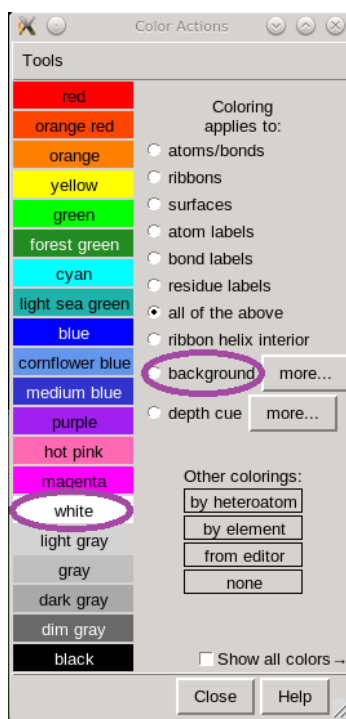 Color Actions
Tools
red
orange red
orange
yellow
green
forest green
cyan
light sea green
blue
cornflower blue
medium blue
purple
hot pink
magenta
white
light gray
gray
dark gray
dim gray
black
Coloring
applies to:
atoms/bonds
ribbons
surfaces
atom labels
bond labels
residue labels
all of the above
ribbon helix interior
background more...
depth cue more...
Other colorings:
by heteroatom
by element
from editor
none
Show all colors→
Close Help